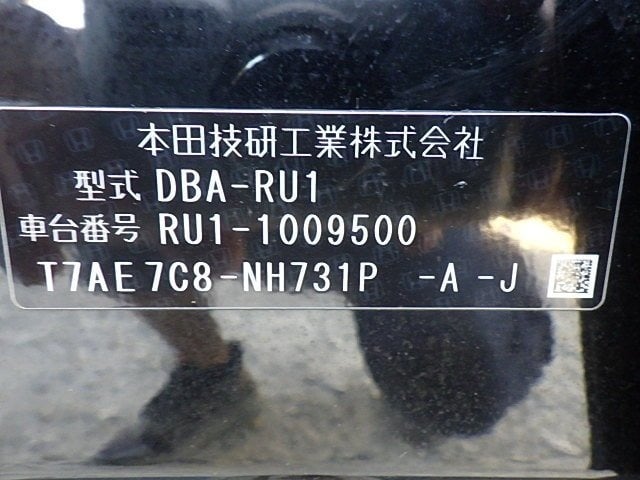 本田技研工業株式会社
型式 DBA-RU1
車台番号 RU1-1009500
T7AE7C8-NH731P -A -J